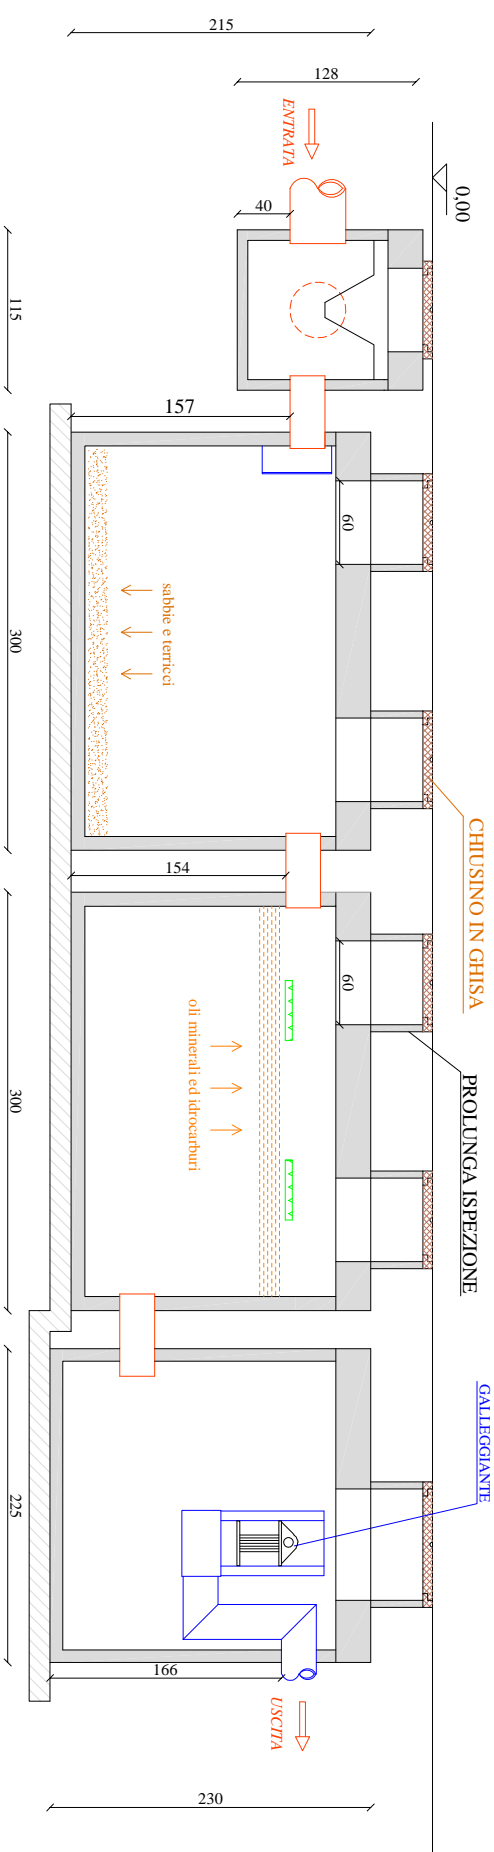 215
128
ENTRATA
0,00
40
115
157
60
sabbie e terricci
300
CHIUSINO IN GHISA
154
60
oli minerali ed idrocarburi
PROLUNGA ISPEZIONE
300
GALLEGGIANTE
225
166
USCITA
230